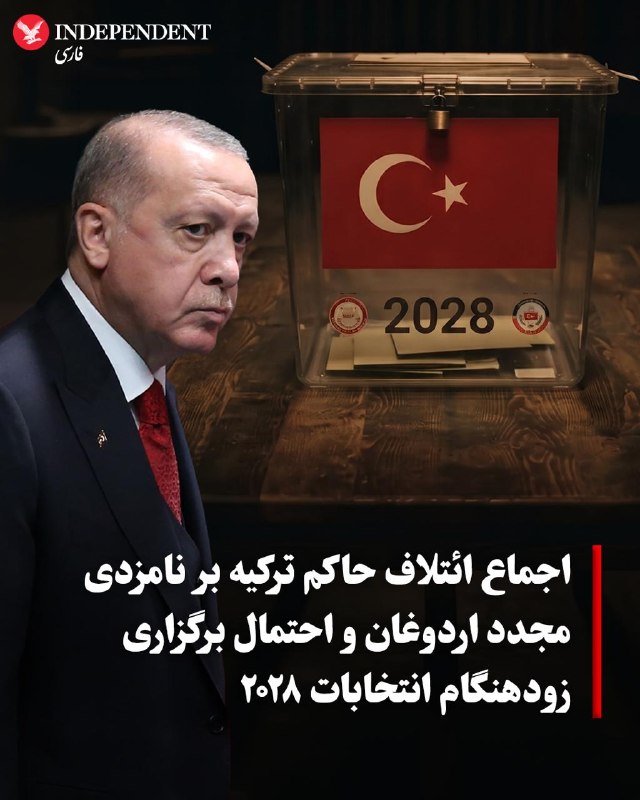 INDEPENDENT
فارسی
2028
اجماع ائتلاف حاکم ترکیه بر نامزدی
مجدد اردوغان و احتمال برگزاری
زودهنگام انتخابات ۲۰۲۸